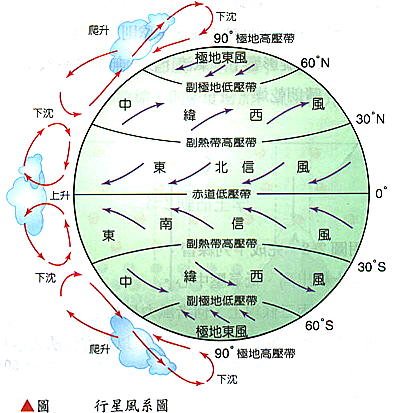 爬升
下沈
90°極地高壓帶
極地東風
60°N
副極地低壓帶
中 緯 西 風
30°N
下沈
副熱帶高壓帶
東 北 信 風
上升
赤道低壓帶
0°
東 南 信 風
副熱帶高壓帶
30°S
下沈
中 緯 西 風
副極地低壓帶
60°S
極地東風
爬升
90°極地高壓帶
下沈
▲圖 行星風系圖